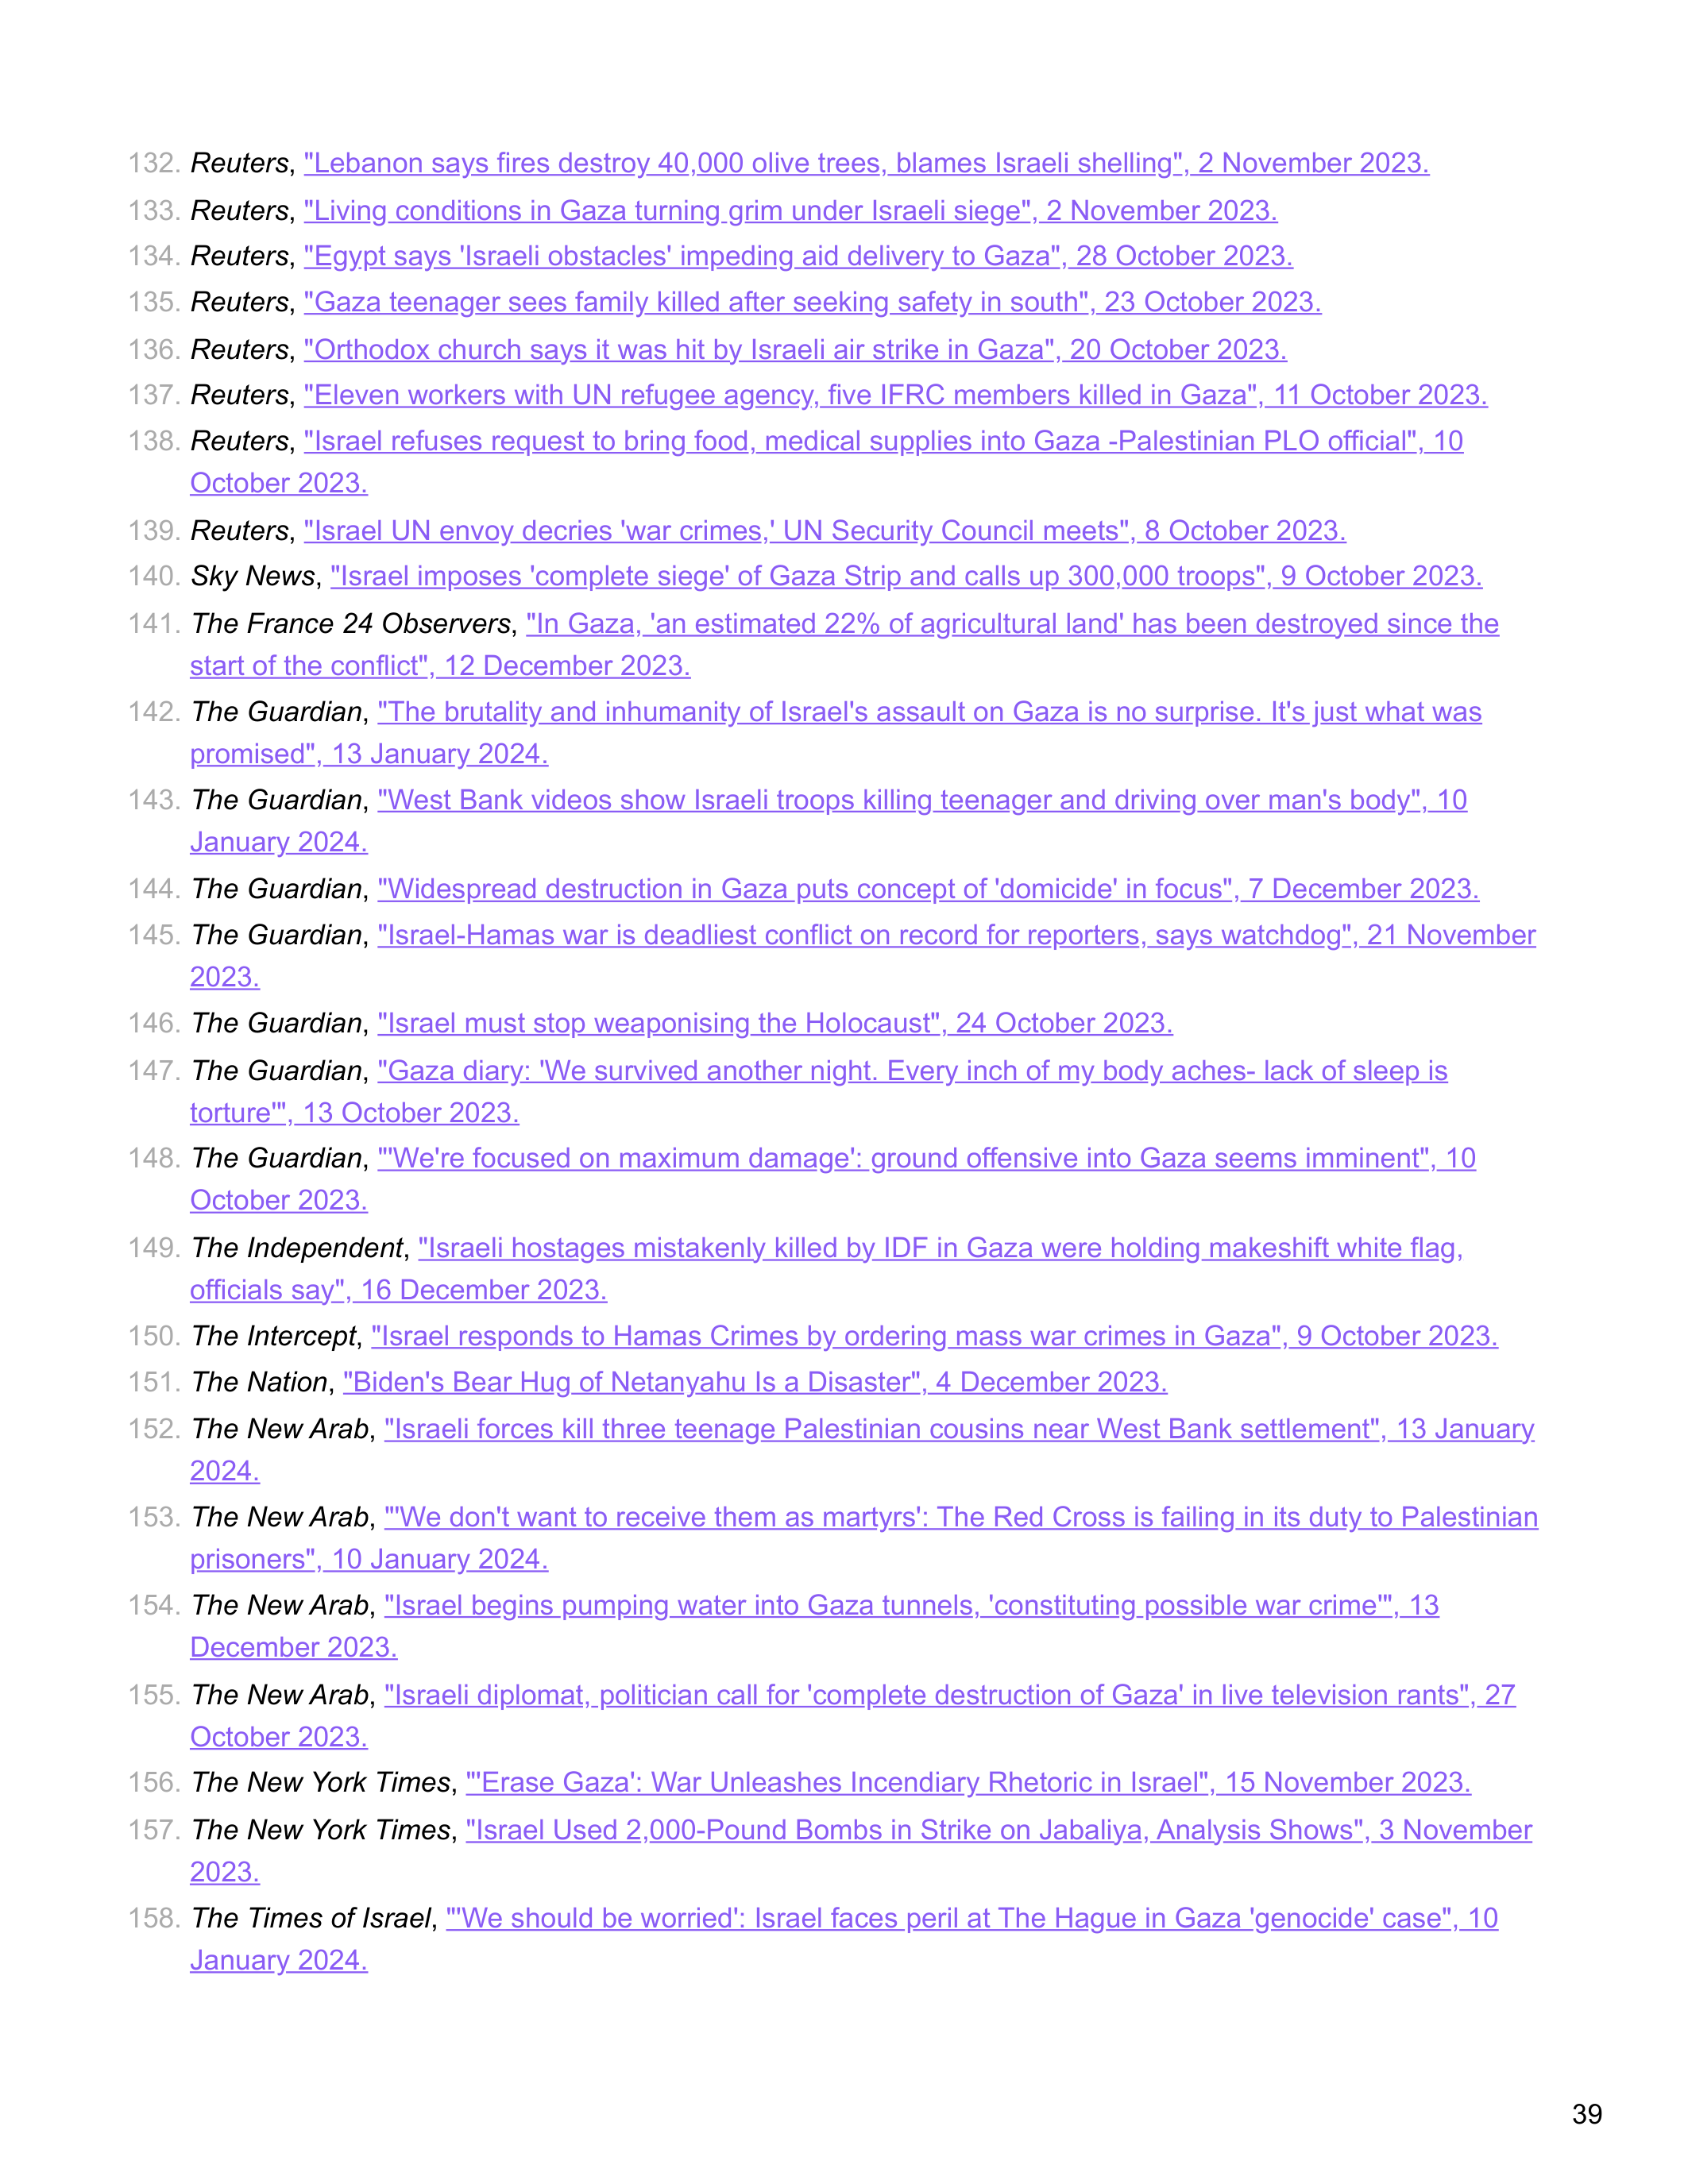 132. Reuters, "Lebanon says fires destroy 40,000 olive trees, blames Israeli shelling", 2 November 2023.
133. Reuters, "Living conditions in Gaza turning grim under Israeli siege", 2 November 2023.
134. Reuters, "Egypt says 'Israeli obstacles' impeding aid delivery to Gaza", 28 October 2023.
135. Reuters, "Gaza teenager sees family killed after seeking safety in south", 23 October 2023.
136. Reuters, "Orthodox church says it was hit by Israeli air strike in Gaza", 20 October 2023.
137. Reuters, "Eleven workers with UN refugee agency, five IFRC members killed in Gaza", 11 October 2023.
138. Reuters, "Israel refuses request to bring food, medical supplies into Gaza -Palestinian PLO official", 10
October 2023.
139. Reuters, "Israel UN envoy decries 'war crimes,' UN Security Council meets", 8 October 2023.
140. Sky News, "Israel imposes 'complete siege' of Gaza Strip and calls up 300,000 troops", 9 October 2023.
141. The France 24 Observers, "In Gaza, 'an estimated 22% of agricultural land' has been destroyed since the
start of the conflict", 12 December 2023.
142. The Guardian, "The brutality and inhumanity of Israel's assault on Gaza is no surprise. It's just what was
promised", 13 January 2024.
143. The Guardian, "West Bank videos show Israeli troops killing teenager and driving over man's body", 10
January 2024.
144. The Guardian, "Widespread destruction in Gaza puts concept of 'domicide' in focus", 7 December 2023.
145. The Guardian, "Israel-Hamas war is deadliest conflict on record for reporters, says watchdog", 21 November
2023.
146. The Guardian, "Israel must stop weaponising the Holocaust", 24 October 2023.
147. The Guardian, "Gaza diary: 'We survived another night. Every inch of my body aches- lack of sleep is
torture'", 13 October 2023.
148. The Guardian, "'We're focused on maximum damage': ground offensive into Gaza seems imminent", 10
October 2023.
149. The Independent, "Israeli hostages mistakenly killed by IDF in Gaza were holding makeshift white flag,
officials say", 16 December 2023.
150. The Intercept, "Israel responds to Hamas Crimes by ordering mass war crimes in Gaza", 9 October 2023.
151. The Nation, "Biden's Bear Hug of Netanyahu Is a Disaster", 4 December 2023.
152. The New Arab, "Israeli forces kill three teenage Palestinian cousins near West Bank settlement", 13 January
2024.
153. The New Arab, "'We don't want to receive them as martyrs': The Red Cross is failing in its duty to Palestinian
prisoners", 10 January 2024.
154. The New Arab, "Israel begins pumping water into Gaza tunnels, 'constituting possible war crime'", 13
December 2023.
155. The New Arab, "Israeli diplomat, politician call for 'complete destruction of Gaza' in live television rants", 27
October 2023.
156. The New York Times, "'Erase Gaza': War Unleashes Incendiary Rhetoric in Israel", 15 November 2023.
157. The New York Times, "Israel Used 2,000-Pound Bombs in Strike on Jabaliya, Analysis Shows", 3 November
2023.
158. The Times of Israel, "'We should be worried': Israel faces peril at The Hague in Gaza 'genocide' case", 10
January 2024.
39